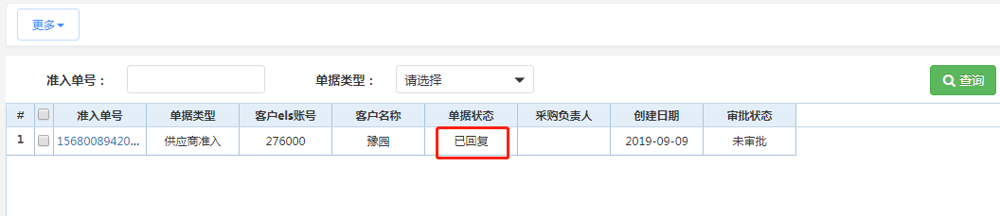 更多
准入单号： 单据类型： 请选择 查询
# 准入单号 单据类型 客户els账号 客户名称 单据状态 采购负责人 创建日期 审批状态
1 15680089420... 供应商准入 276000 豫园 已回复 2019-09-09 未审批